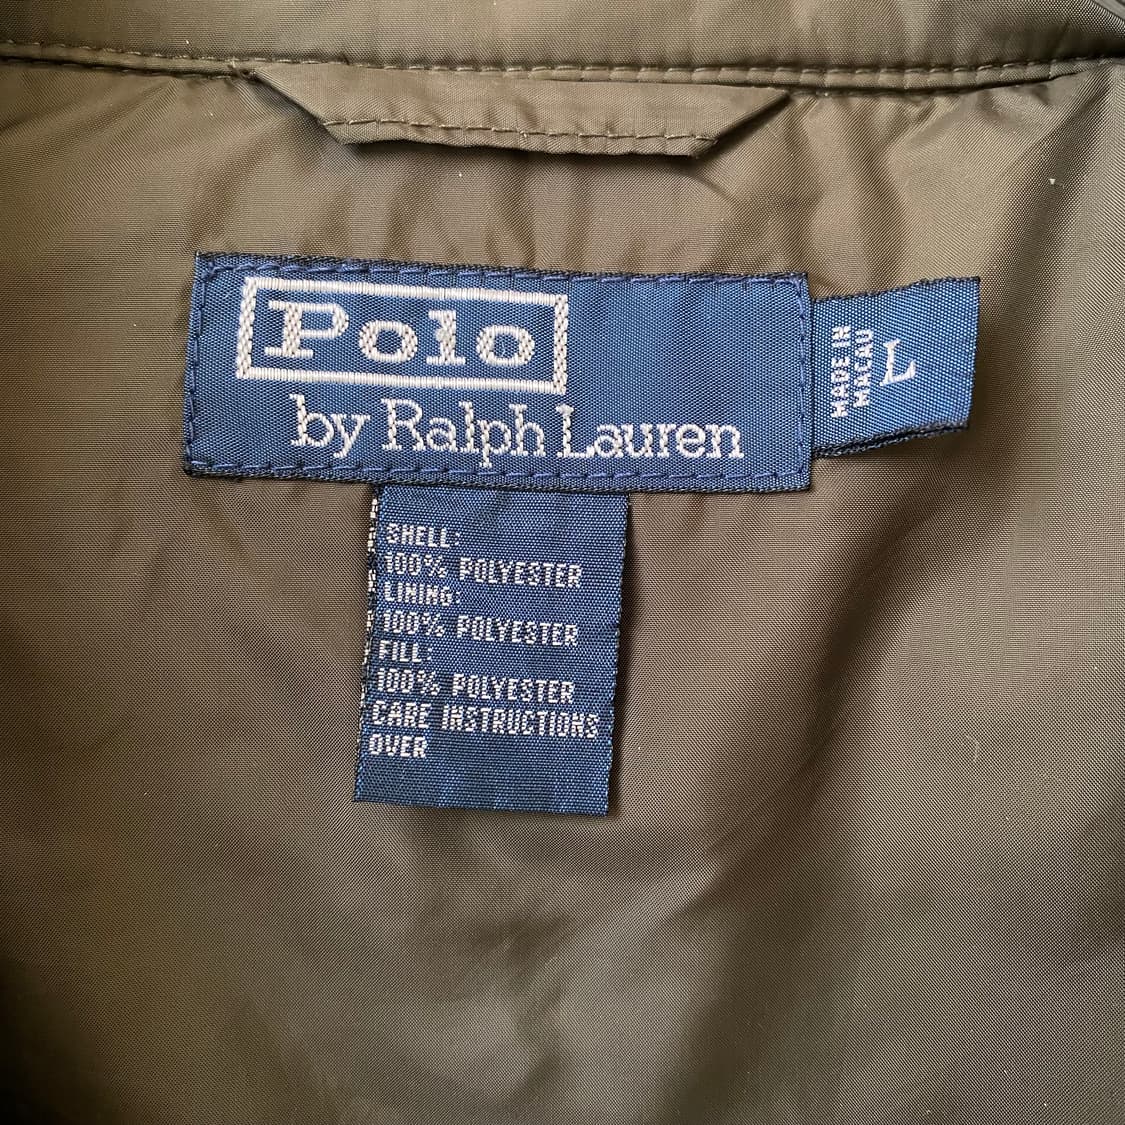 Polo
by Ralph Lauren
MADE IN
MACAU
L
SHELL:
100% POLYESTER
LINING:
100% POLYESTER
FILL:
100% POLYESTER
CARE INSTRUCTIONS
OVER